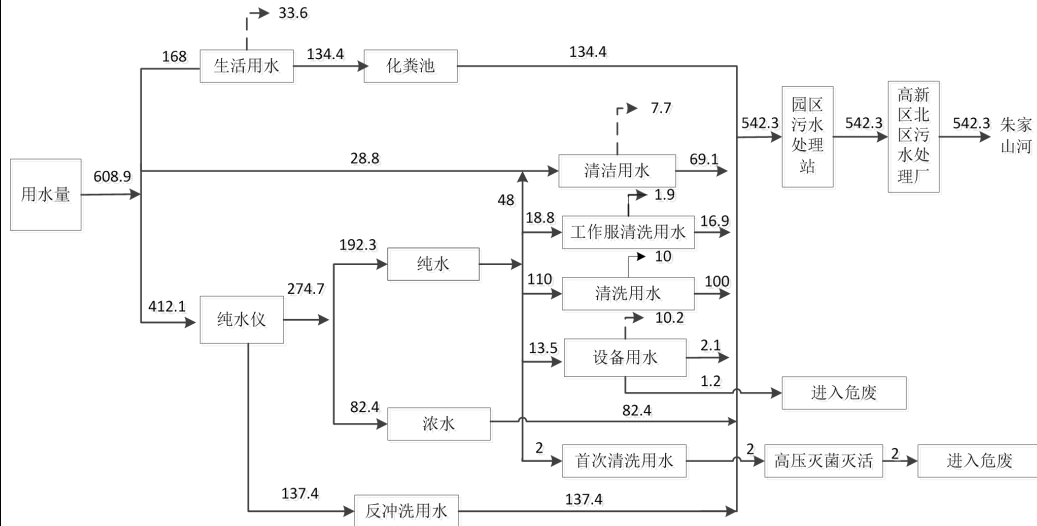 33.6
168
生活用水
134.4
化粪池
134.4
7.7
542.3
园区
污水
处理
站
542.3
高新
区北
区污
水处
理厂
542.3
朱家
山河
用水量
608.9
28.8
清洁用水
69.1
48
1.9
18.8
工作服清洗用水
16.9
192.3
纯水
10
110
清洗用水
100
412.1
纯水仪
274.7
10.2
13.5
设备用水
2.1
1.2
进入危废
82.4
浓水
82.4
2
首次清洗用水
2
高压灭菌灭活
2
进入危废
137.4
反冲洗用水
137.4